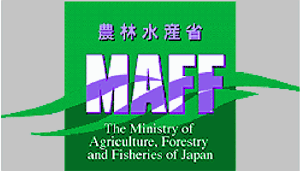 農林水産省
MAFF
The Ministry of
Agriculture, Forestry
and Fisheries of Japan